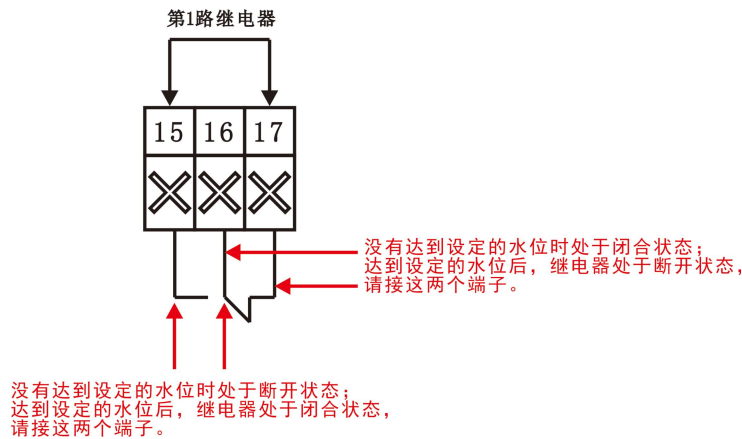 第1路继电器
15 16 17
没有达到设定的水位时处于闭合状态；
达到设定的水位后，继电器处于断开状态，
请接这两个端子。
没有达到设定的水位时处于断开状态；
达到设定的水位后，继电器处于闭合状态，
请接这两个端子。